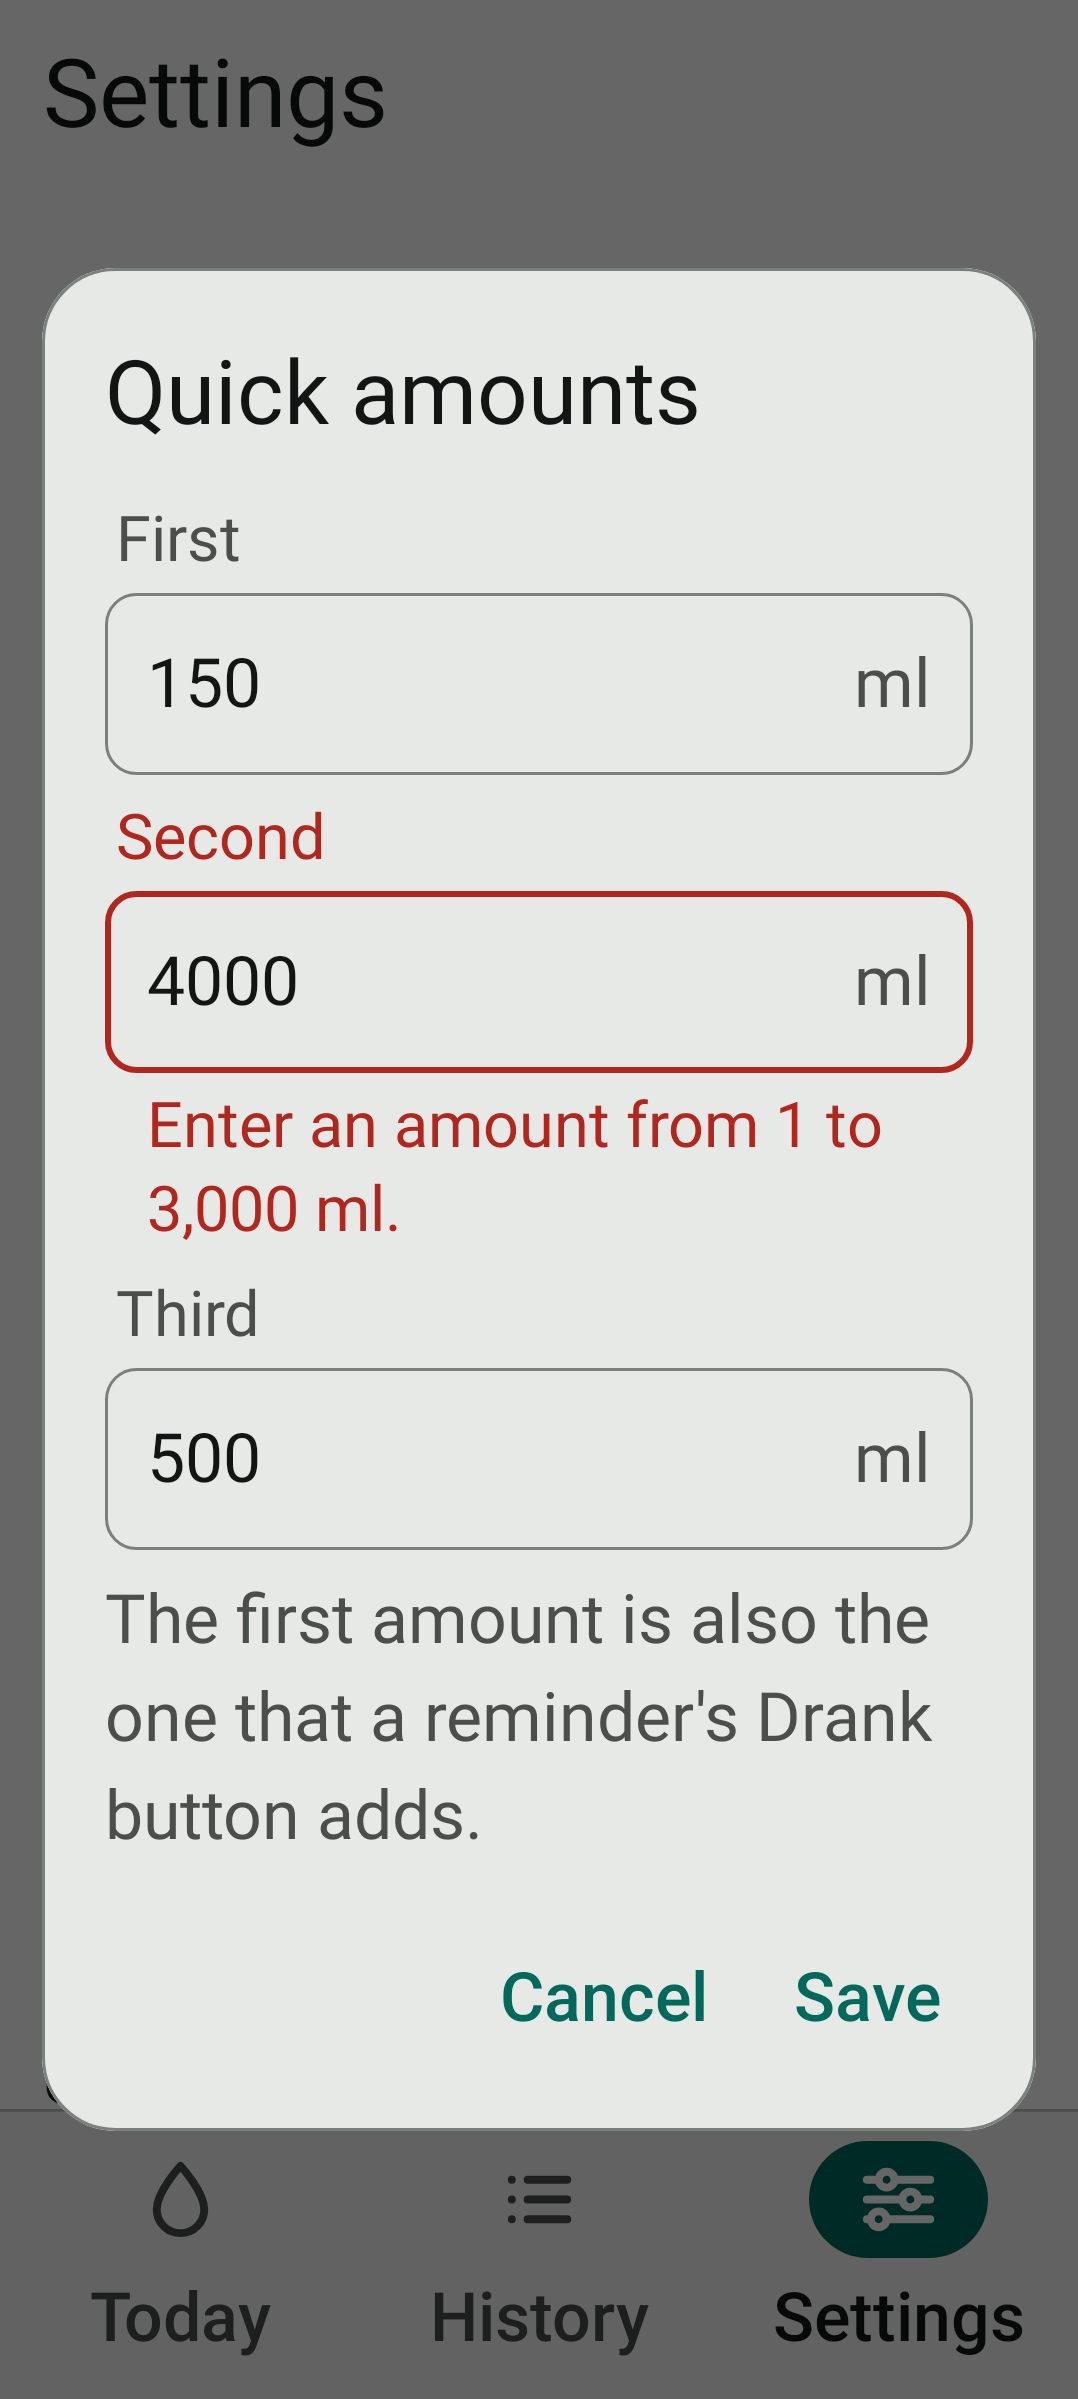 Settings
Quick amounts
First
150 ml
Second
4000 ml
Enter an amount from 1 to
3,000 ml.
Third
500 ml
The first amount is also the
one that a reminder's Drank
button adds.
Cancel Save
Today History Settings